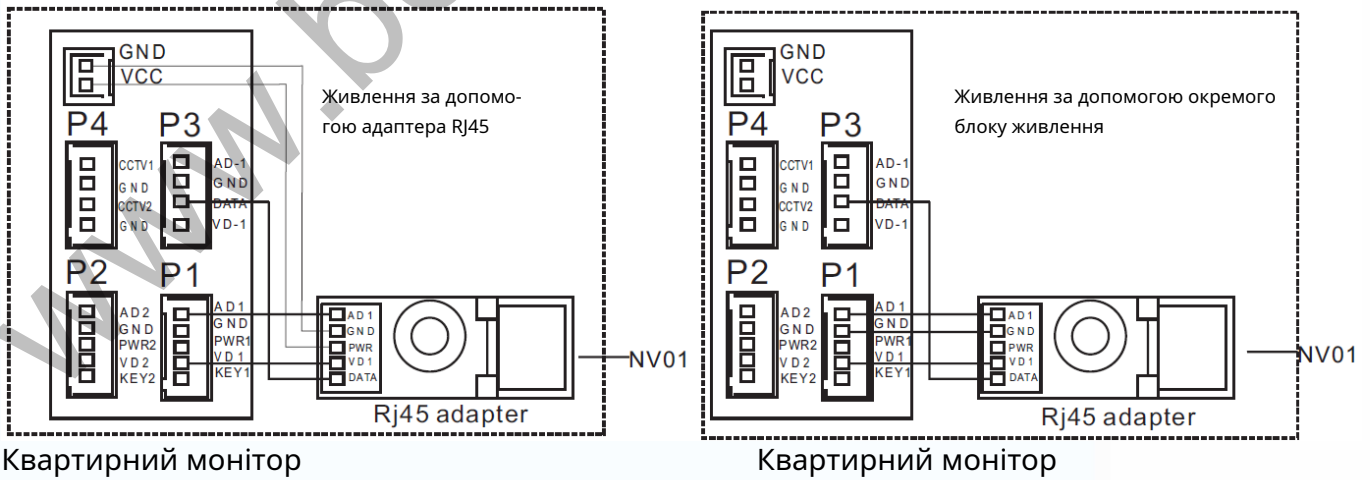 GND
VCC
Живлення за допомо-
гою адаптера RJ45
P4
P3
CCTV1
GND
CCTV2
GND
AD-1
GND
DATA
VD-1
P2
P1
AD2
GND
PWR2
VD2
KEY2
AD1
GND
PWR1
VD1
KEY1
AD1
GND
PWR
VD1
DATA
NV01
Rj45 adapter
Квартирний монітор
GND
VCC
Живлення за допомогою окремого
блоку живлення
P4
P3
CCTV1
GND
CCTV2
GND
AD-1
GND
DATA
VD-1
P2
P1
AD2
GND
PWR2
VD2
KEY2
AD1
GND
PWR1
VD1
KEY1
AD1
GND
PWR
VD1
DATA
NV01
Rj45 adapter
Квартирний монітор
www.b